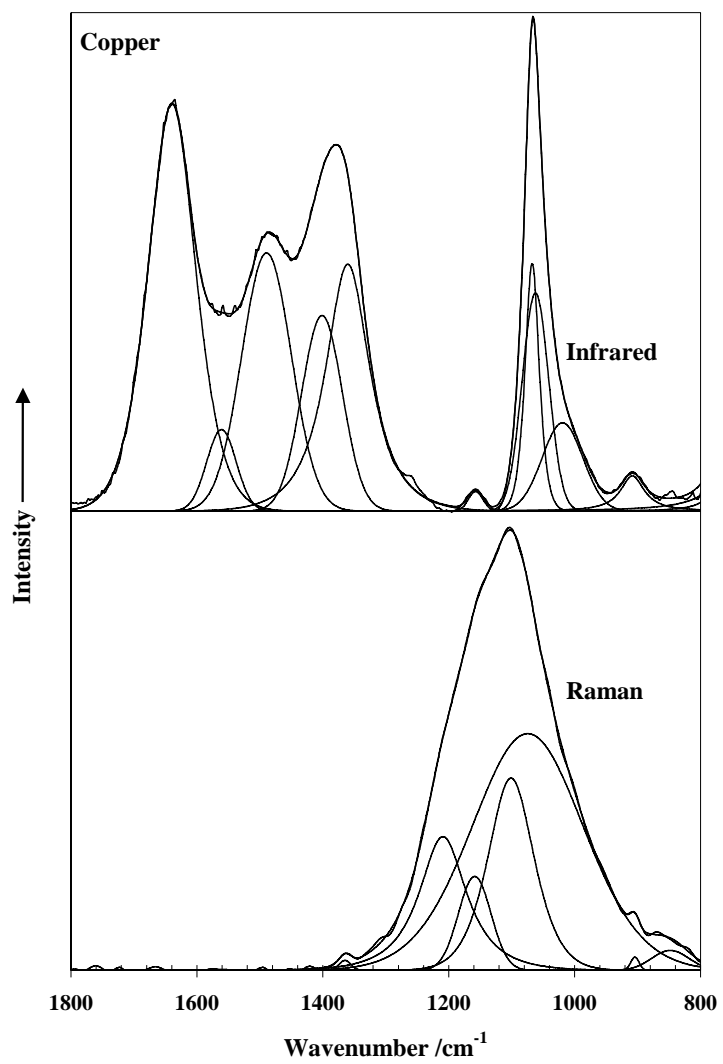 Copper
Infrared
Intensity
Raman
1800 1600 1400 1200 1000 800
Wavenumber /cm⁻¹